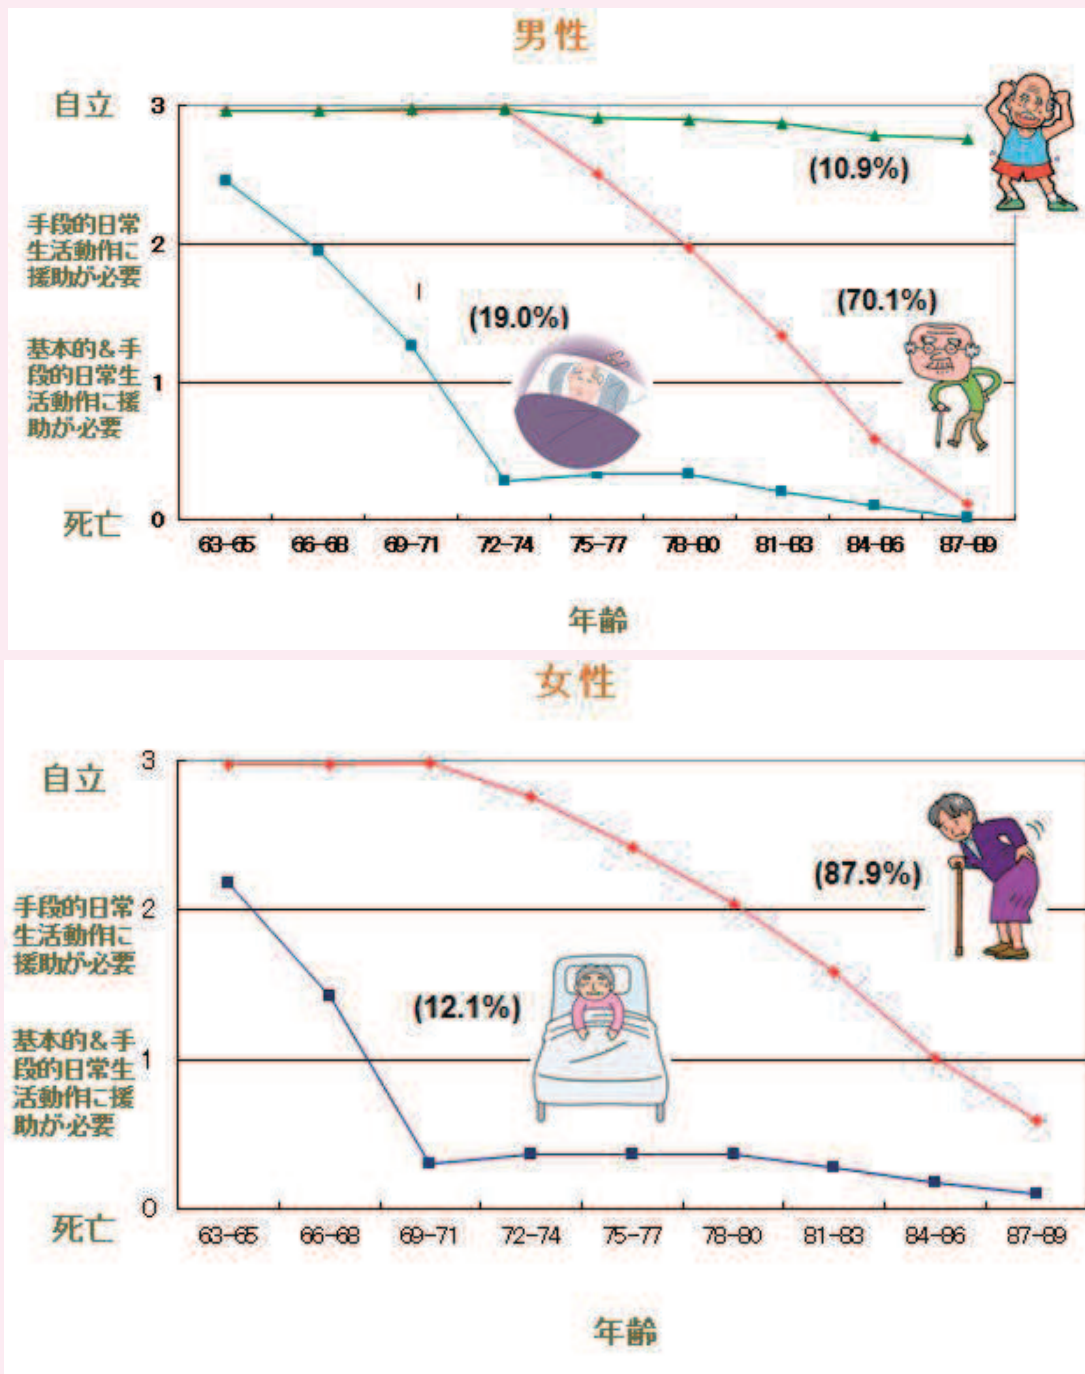 男性
自立
3
(10.9%)
手段的日常
生活動作に
援助が必要
2
(70.1%)
(19.0%)
基本的&手
段的日常生
活動作に援
助が必要
1
死亡
0
63-65 66-68 69-71 72-74 75-77 78-80 81-83 84-86 87-89
年齢
女性
自立
3
(87.9%)
手段的日常
生活動作に
援助が必要
2
(12.1%)
基本的&手
段的日常生
活動作に援
助が必要
1
死亡
0
63-65 66-68 69-71 72-74 75-77 78-80 81-83 84-86 87-89
年齢